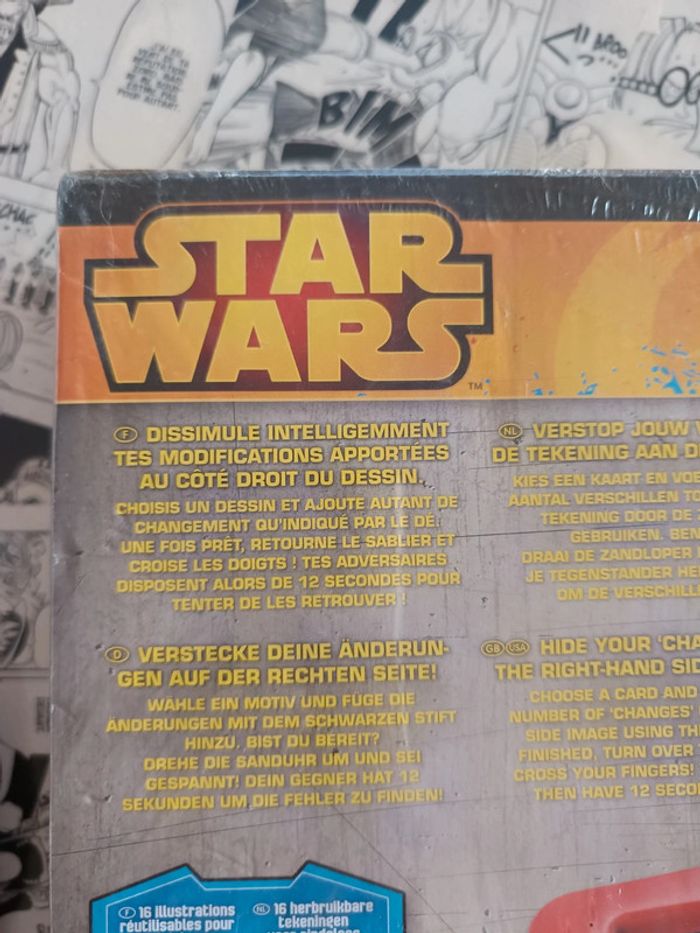 BIM
STAR
WARS
TM
F DISSIMULE INTELLIGEMMENT
TES MODIFICATIONS APPORTÉES
AU CÔTÉ DROIT DU DESSIN.
CHOISIS UN DESSIN ET AJOUTE AUTANT DE
CHANGEMENT QU'INDIQUÉ PAR LE DÉ.
UNE FOIS PRÊT, RETOURNE LE SABLIER ET
CROISE LES DOIGTS ! TES ADVERSAIRES
DISPOSENT ALORS DE 12 SECONDES POUR
TENTER DE LES RETROUVER !
NL VERSTOP JOUW
DE TEKENING AAN
KIES EEN KAART EN
AANTAL VERSCHILLEN
TEKENING DOOR DE
GEBRUIKEN. BEN
DRAAI DE ZANDLOPER
JE TEGENSTANDER
OM DE
D VERSTECKE DEINE ÄNDERUN-
GEN AUF DER RECHTEN SEITE!
WÄHLE EIN MOTIV UND FÜGE DIE
ÄNDERUNGEN MIT DEM SCHWARZEN STIFT
HINZU. BIST DU BEREIT?
DREHE DIE SANDUHR UM UND SEI
GESPANNT! DEIN GEGNER HAT 12
SEKUNDEN UM DIE FEHLER ZU FINDEN!
GB USA HIDE YOUR 'CHA
THE RIGHT-HAND
CHOOSE A CARD AND
NUMBER OF 'CHANGES'
SIDE IMAGE USING
FINISHED, TURN OVER
CROSS YOUR FINGERS!
THEN HAVE 12
F 16 illustrations
réutilisables pour
NL 16 herbruikbare
tekeningen